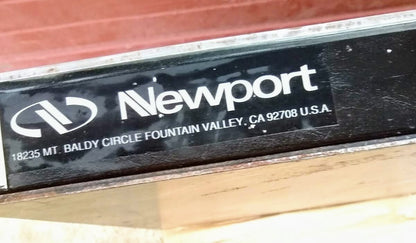 Newport
18235 MT. BALDY CIRCLE FOUNTAIN VALLEY, CA 92708 U.S.A.